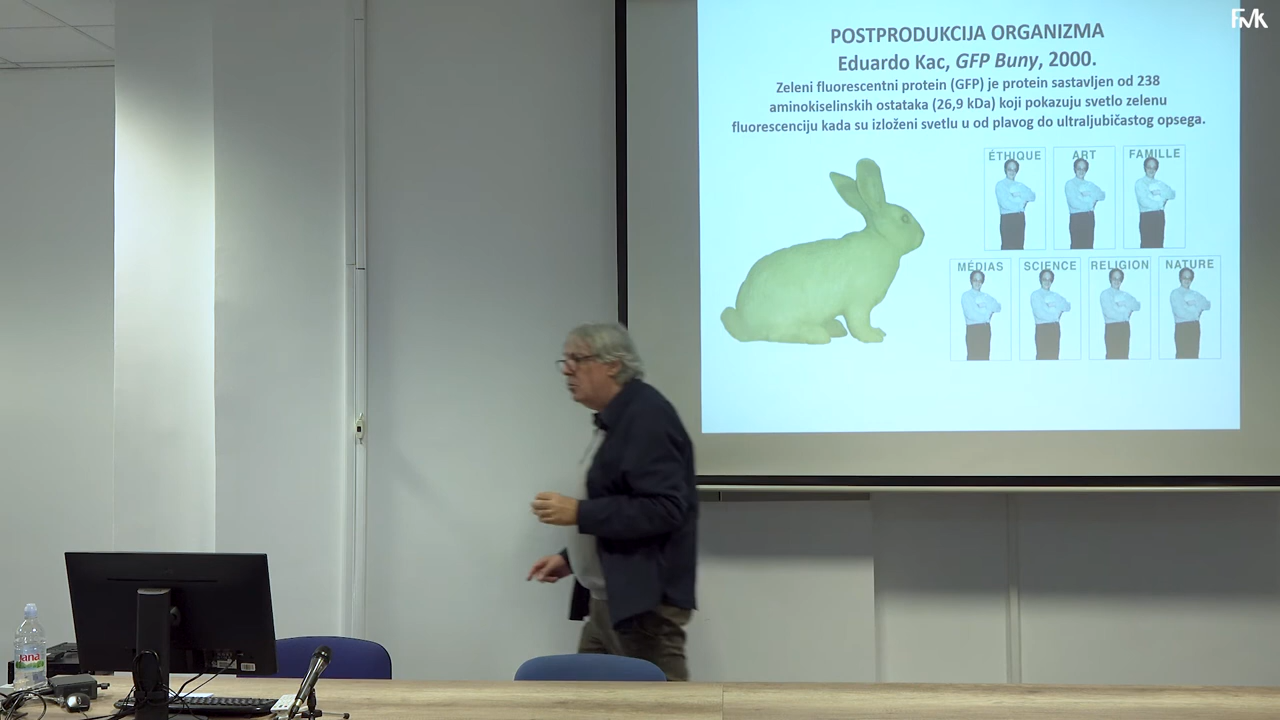 FMK
POSTPRODUKCIJA ORGANIZMA
Eduardo Kac, GFP Buny, 2000.
Zeleni fluorescentni protein (GFP) je protein sastavljen od 238
aminokiselinskih ostataka (26,9 kDa) koji pokazuju svetlo zelenu
fluorescenciju kada su izloženi svetlu u od plavog do ultraljubičastog opsega.
ÉTHIQUE ART FAMILLE
MÉDIAS SCIENCE RELIGION NATURE
jana